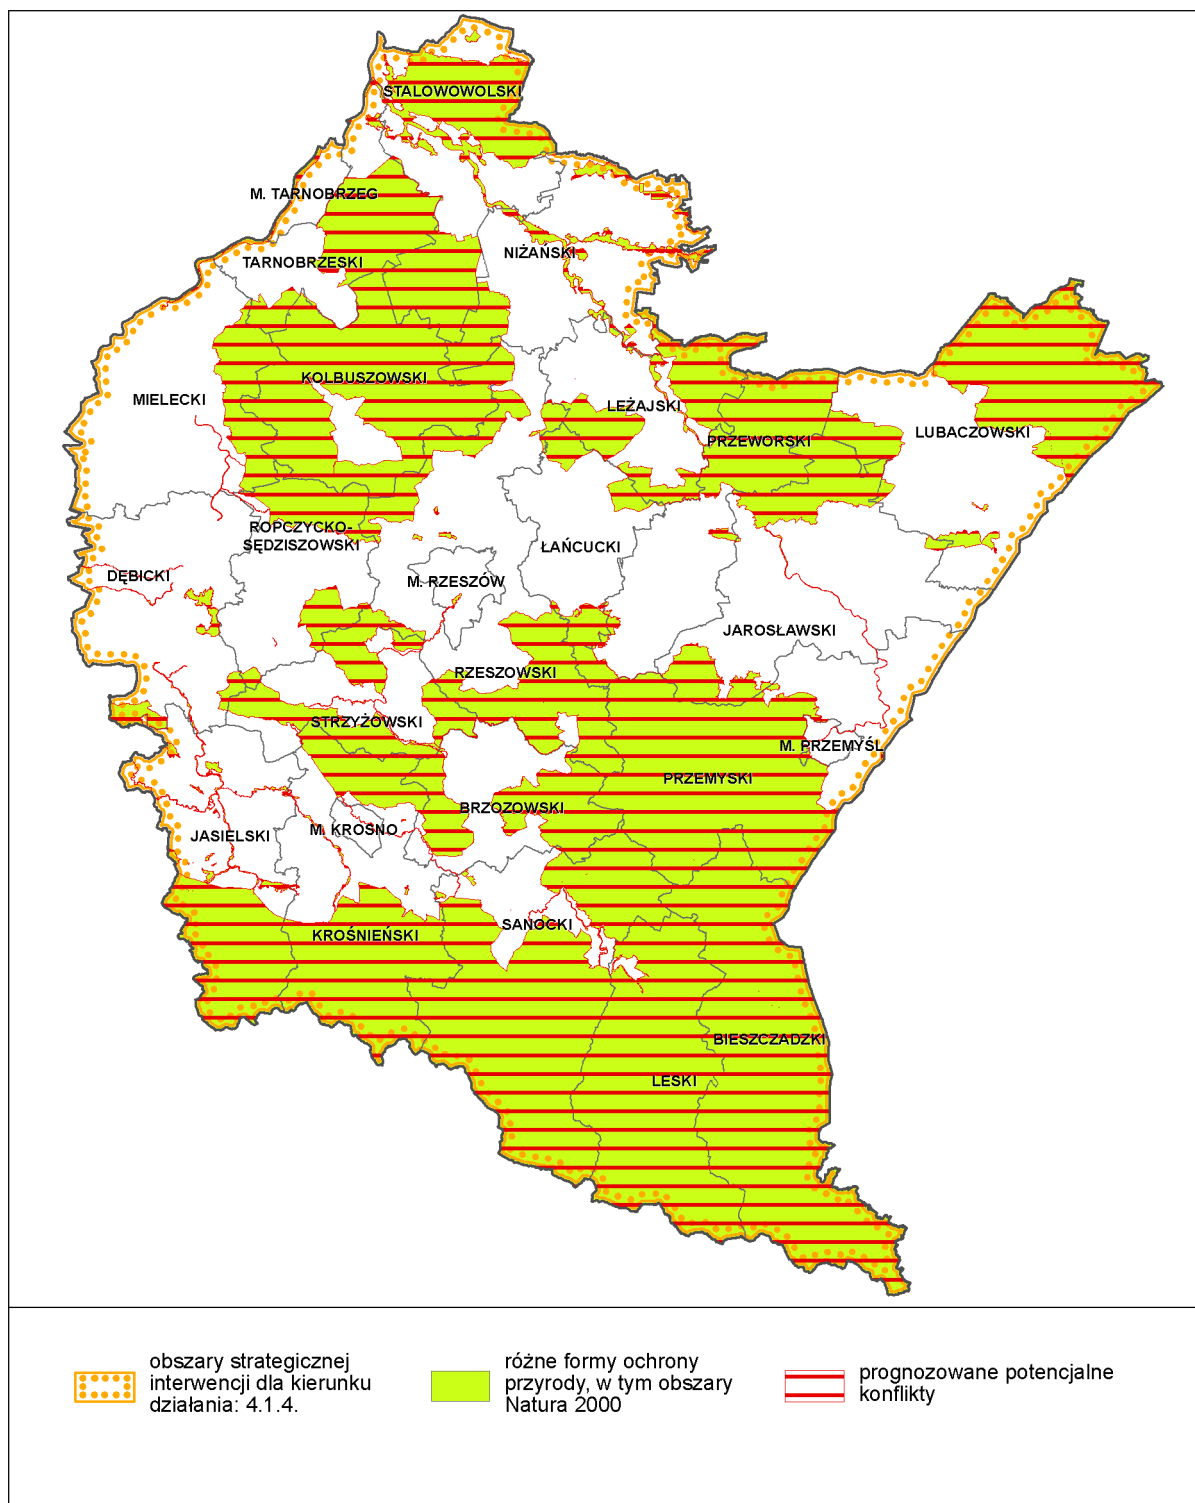 STALOWOWOLSKI
M. TARNOBRZEG
TARNOBRZESKI
NIŻAŃSKI
KOLBUSZOWSKI
MIELECKI
LEŻAJSKI
PRZEWORSKI
LUBACZOWSKI
ROPCZYCKO-
SĘDZISZOWSKI
ŁAŃCUCKI
DĘBICKI
M. RZESZÓW
JAROSŁAWSKI
RZESZOWSKI
STRZYŻOWSKI
M. PRZEMYŚL
PRZEMYSKI
BRZOZOWSKI
M. KROSNO
JASIELSKI
SANOCKI
KROŚNIEŃSKI
BIESZCZADZKI
LESKI
obszary strategicznej
interwencji dla kierunku
działania: 4.1.4.
różne formy ochrony
przyrody, w tym obszary
Natura 2000
prognozowane potencjalne
konflikty